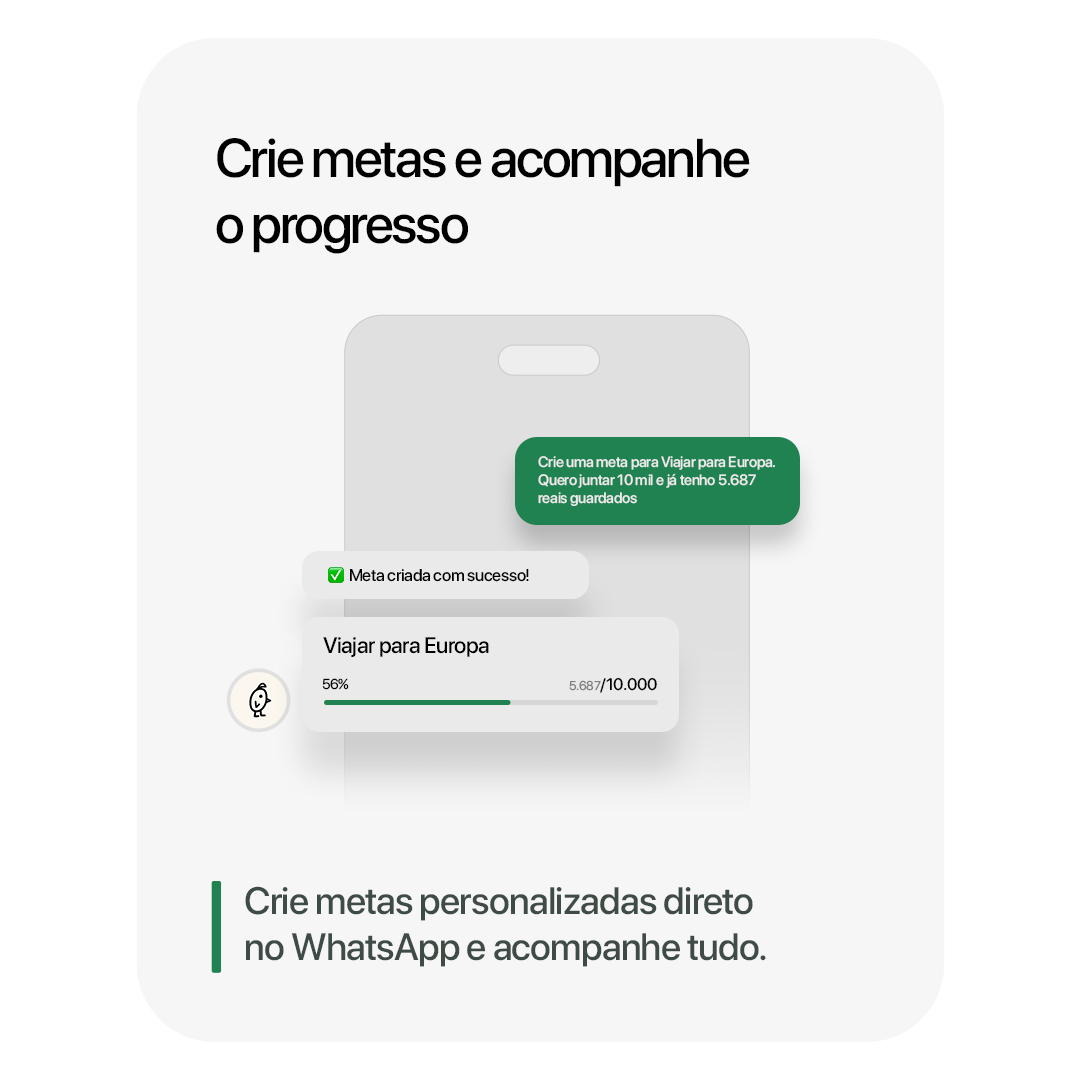 Crie metas e acompanhe
o progresso
Crie uma meta para Viajar para Europa.
Quero juntar 10 mil e já tenho 5.687
reais guardados
✅ Meta criada com sucesso!
Viajar para Europa
56% 5.687/10.000
Crie metas personalizadas direto
no WhatsApp e acompanhe tudo.